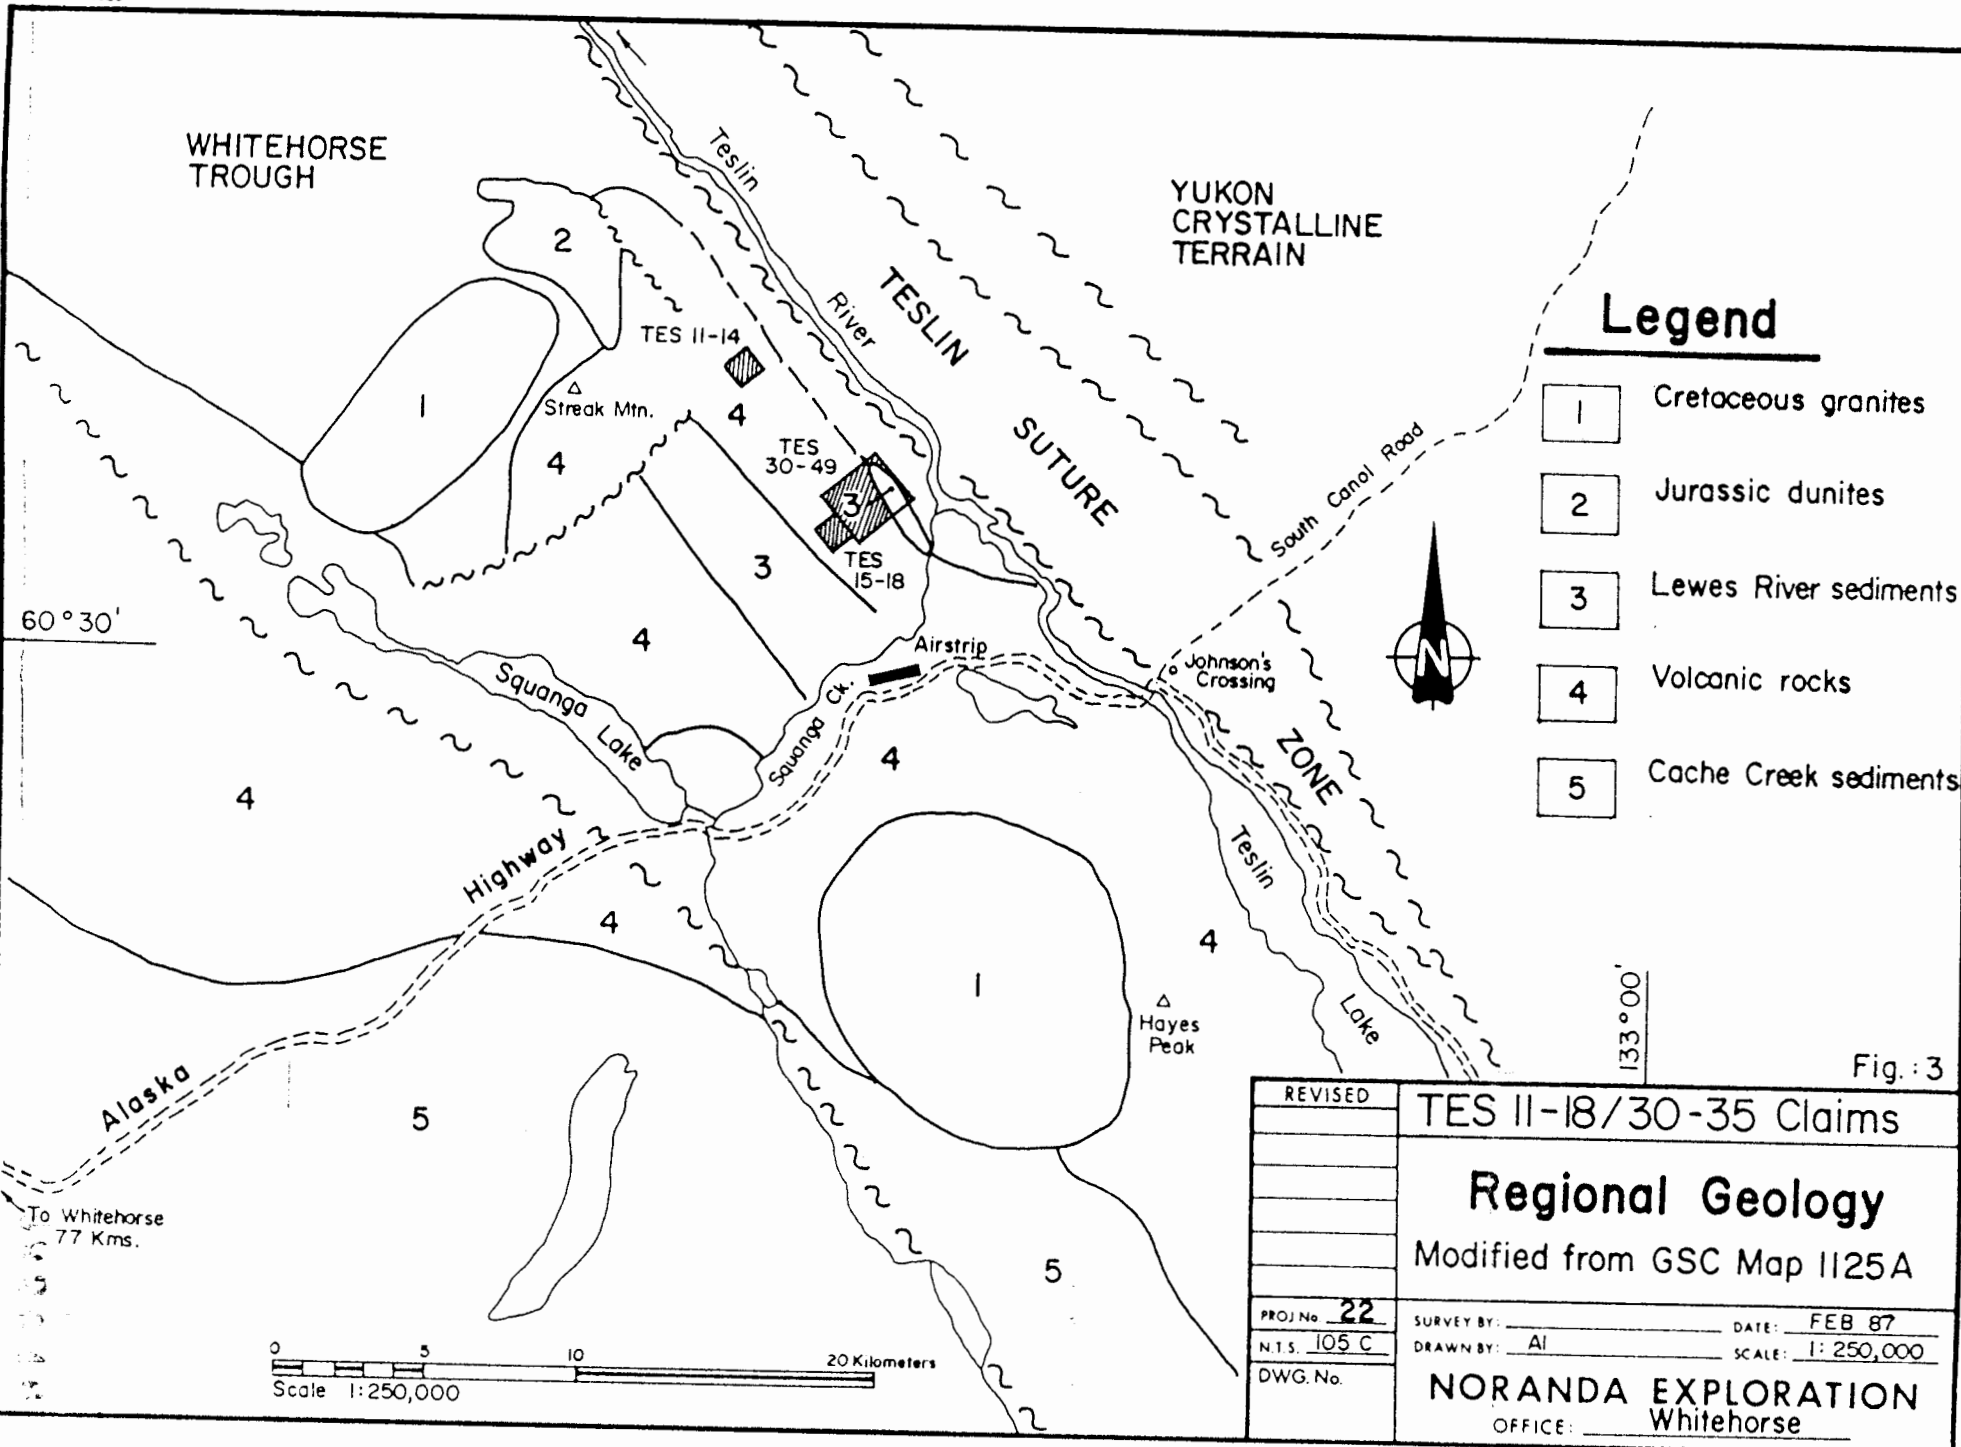 WHITEHORSE
TROUGH
Teslin
River
YUKON
CRYSTALLINE
TERRAIN
TESLIN
SUTURE
ZONE
2
1
TES 11-14
Streak Mtn.
4
4
TES
30-49
3
TES
15-18
3
4
South Canol Road
60°30'
Squanga
Lake
Squanga Ck.
Airstrip
Johnson's
Crossing
4
4
4
4
Highway
Alaska
1
Hayes
Peak
Teslin
Lake
5
5
To Whitehorse
77 Kms.
Legend
1 Cretaceous granites
2 Jurassic dunites
3 Lewes River sediments
4 Volcanic rocks
5 Cache Creek sediments
N
133°00'
Fig.: 3
0 5 10 20 Kilometers
Scale 1:250,000
REVISED
TES 11-18/30-35 Claims
Regional Geology
Modified from GSC Map 1125A
PROJ No. 22
N.T.S. 105 C
DWG. No.
SURVEY BY:
DATE: FEB 87
DRAWN BY: Al
SCALE: 1:250,000
NORANDA EXPLORATION
OFFICE: Whitehorse